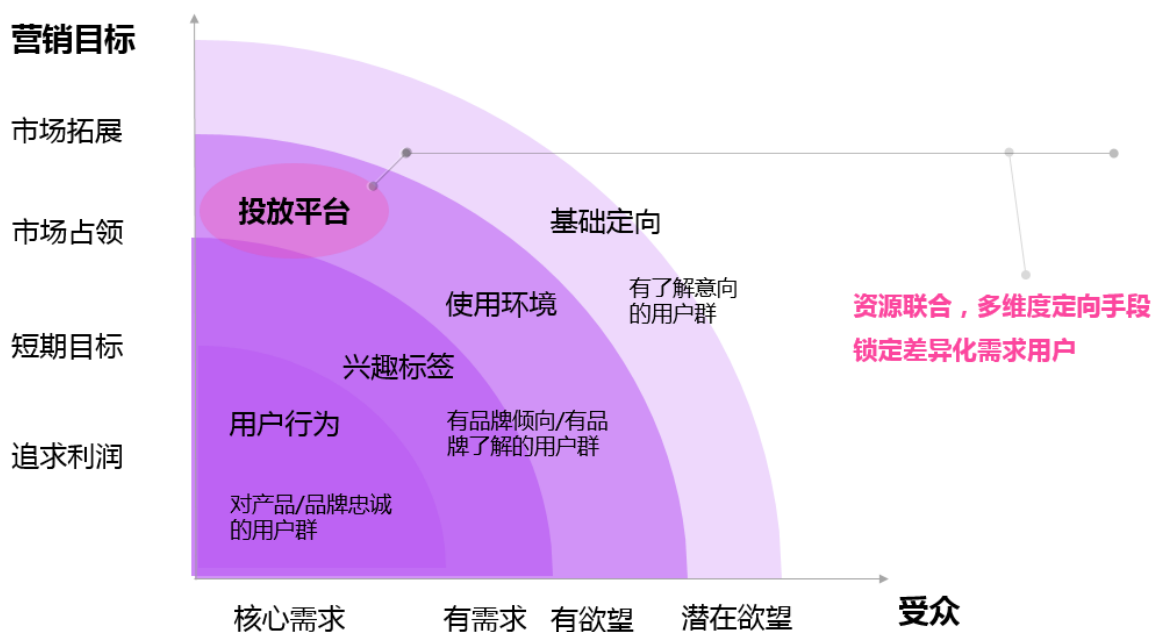 营销目标
市场拓展
投放平台
市场占领
基础定向
有了解意向
的用户群
使用环境
资源联合，多维度定向手段
锁定差异化需求用户
短期目标
兴趣标签
用户行为
有品牌倾向/有品
牌了解的用户群
追求利润
对产品/品牌忠诚
的用户群
核心需求
有需求
有欲望
潜在欲望
受众